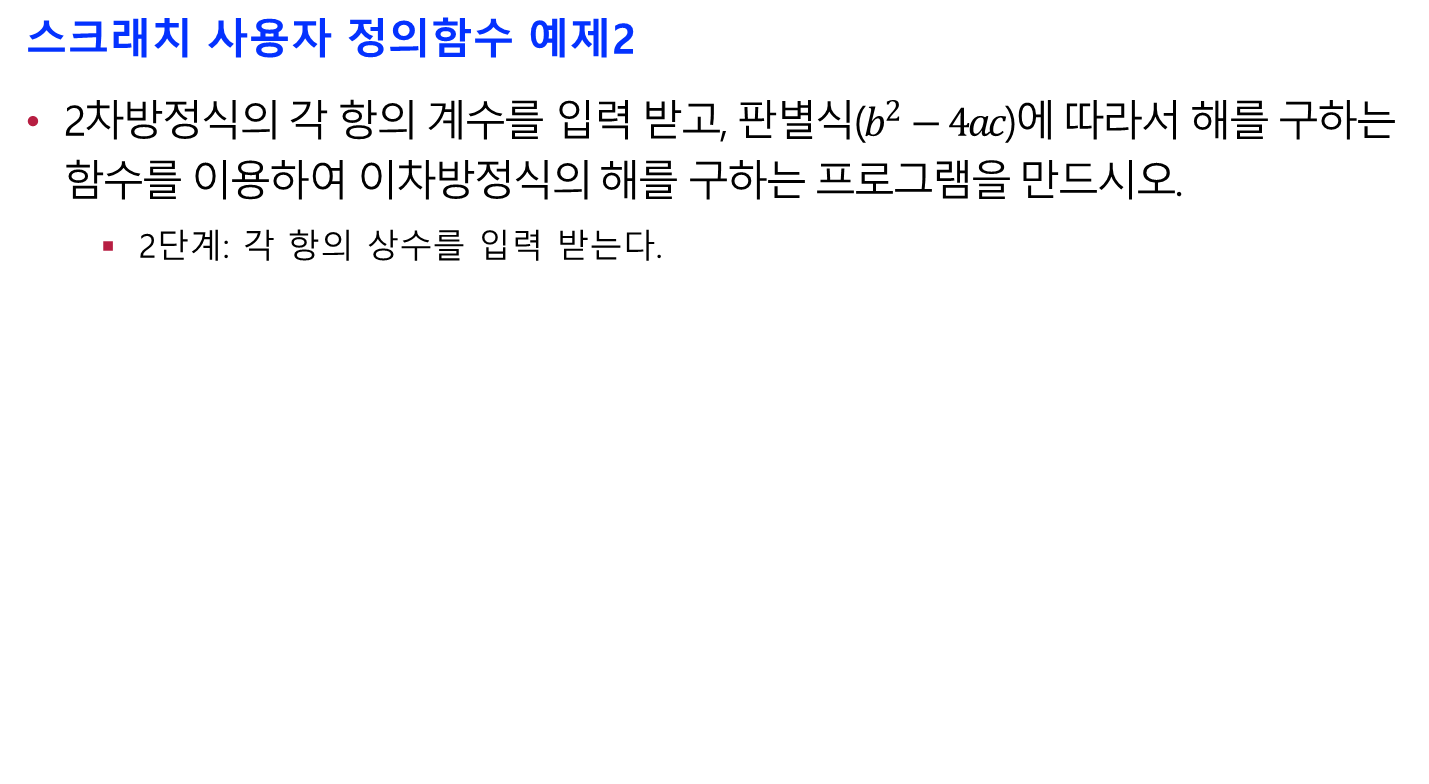 스크래치 사용자 정의함수 예제2
• 2차방정식의 각 항의 계수를 입력 받고, 판별식(b² − 4ac)에 따라서 해를 구하는
함수를 이용하여 이차방정식의 해를 구하는 프로그램을 만드시오.
▪ 2단계: 각 항의 상수를 입력 받는다.